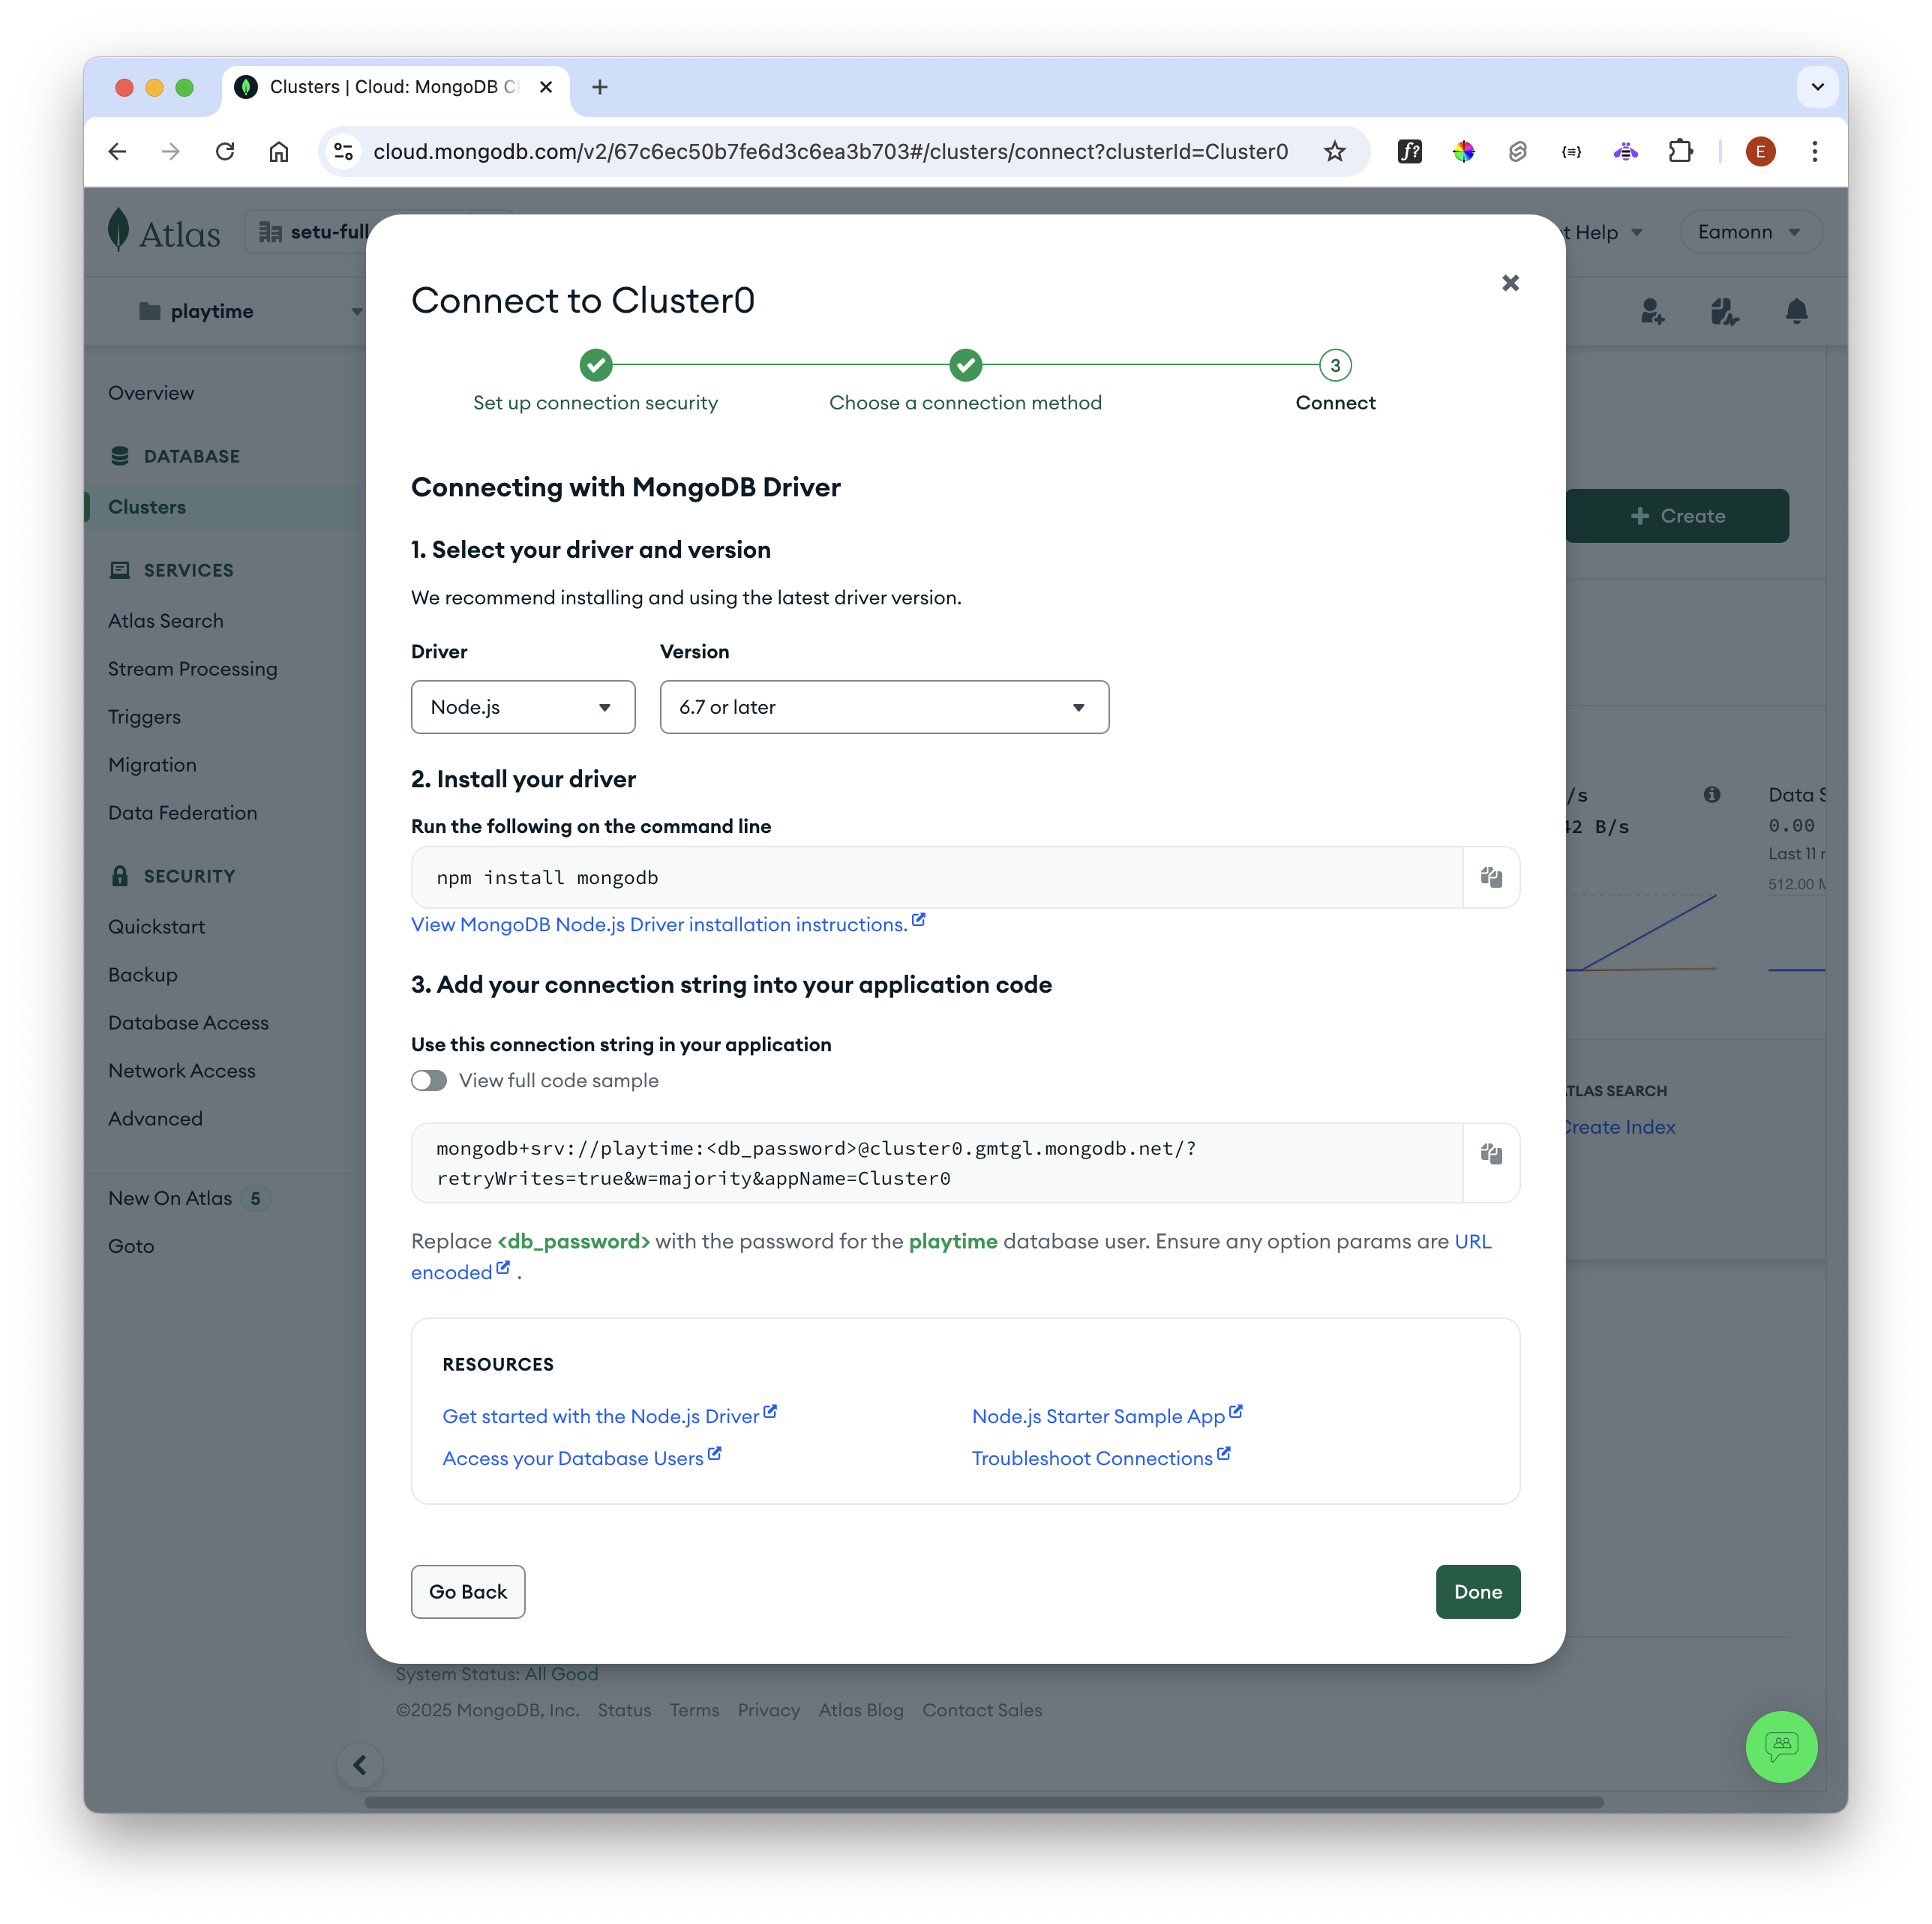 Clusters | Cloud: MongoDB Cl
cloud.mongodb.com/v2/67c6ec50b7fe6d3c6ea3b703#/clusters/connect?clusterId=Cluster0
f?
{≡}
E
Atlas
setu-full
t Help
Eamonn
playtime
Overview
DATABASE
Clusters
SERVICES
Atlas Search
Stream Processing
Triggers
Migration
Data Federation
SECURITY
Quickstart
Backup
Database Access
Network Access
Advanced
New On Atlas 5
Goto
Connect to Cluster0
Set up connection security
Choose a connection method
3
Connect
Connecting with MongoDB Driver
1. Select your driver and version
We recommend installing and using the latest driver version.
Driver
Version
Node.js
6.7 or later
2. Install your driver
Run the following on the command line
npm install mongodb
View MongoDB Node.js Driver installation instructions.
3. Add your connection string into your application code
Use this connection string in your application
View full code sample
mongodb+srv://playtime:<db_password>@cluster0.gmtgl.mongodb.net/?
retryWrites=true&w=majority&appName=Cluster0
Replace <db_password> with the password for the playtime database user. Ensure any option params are URL
encoded .
RESOURCES
Get started with the Node.js Driver
Node.js Starter Sample App
Access your Database Users
Troubleshoot Connections
Go Back
Done
+ Create
/s
42 B/s
Data S
0.00
Last 11 m
512.00 M
TLAS SEARCH
Create Index
System Status: All Good
©2025 MongoDB, Inc. Status Terms Privacy Atlas Blog Contact Sales